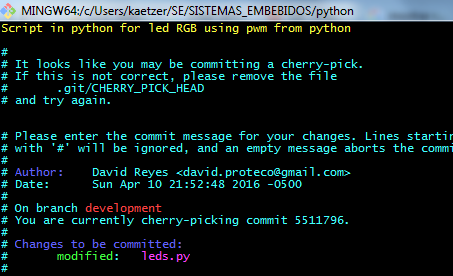 MINGW64:/c/Users/kaetzer/SE/SISTEMAS_EMBEBIDOS/python
Script in python for led RGB using pwm from python
#
# It looks like you may be committing a cherry-pick.
# If this is not correct, please remove the file
#       .git/CHERRY_PICK_HEAD
# and try again.
# Please enter the commit message for your changes. Lines startin
# with '#' will be ignored, and an empty message aborts the commi
#
# Author:    David Reyes <david.proteco@gmail.com>
# Date:      Sun Apr 10 21:52:48 2016 -0500
#
# On branch development
# You are currently cherry-picking commit 5511796.
#
# Changes to be committed:
#       modified:   leds.py
#